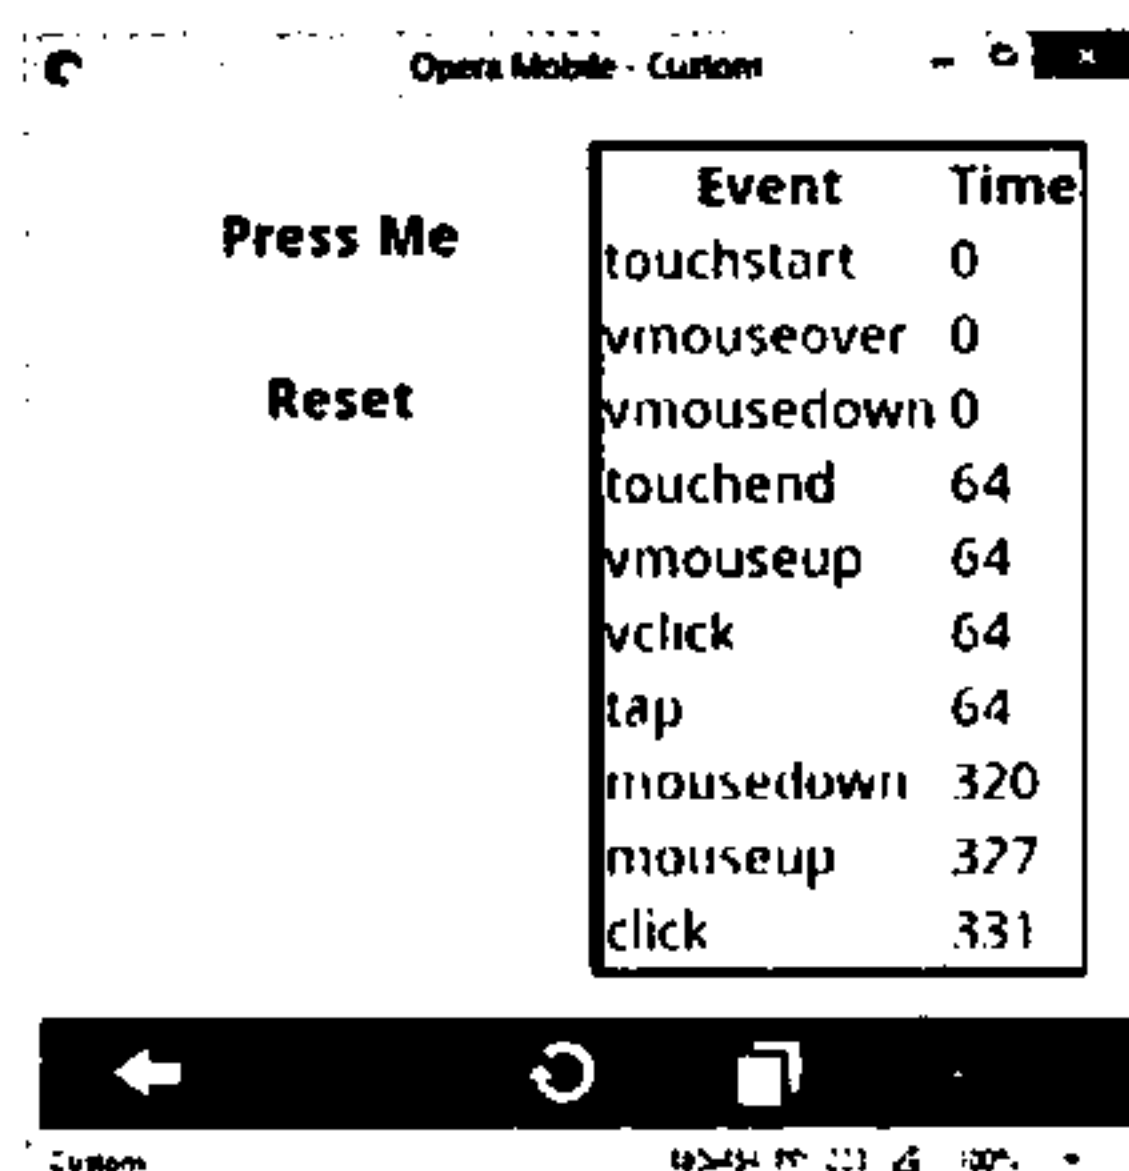 Opera Mobile - Custom
Press Me
Reset
Event Time
touchstart 0
vmouseover 0
vmousedown 0
touchend 64
vmouseup 64
vclick 64
tap 64
mousedown 320
mouseup 327
click 331
Custom
100%